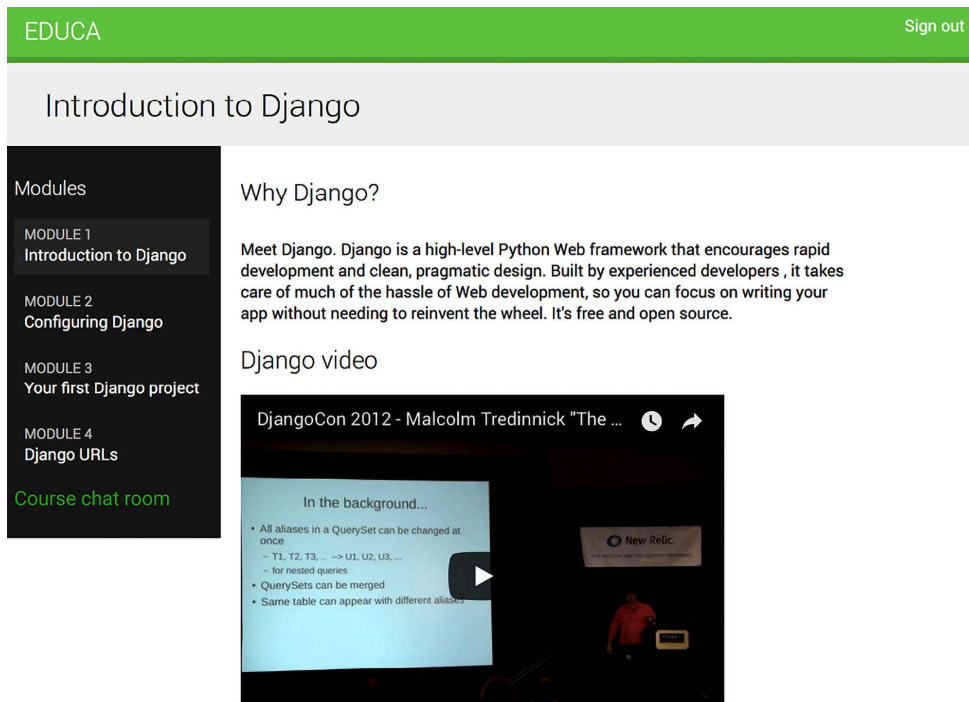 EDUCA
Sign out
Introduction to Django
Modules
MODULE 1
Introduction to Django
MODULE 2
Configuring Django
MODULE 3
Your first Django project
MODULE 4
Django URLs
Course chat room
Why Django?
Meet Django. Django is a high-level Python Web framework that encourages rapid
development and clean, pragmatic design. Built by experienced developers , it takes
care of much of the hassle of Web development, so you can focus on writing your
app without needing to reinvent the wheel. It's free and open source.
Django video
DjangoCon 2012 - Malcolm Tredinnick "The ...
In the background...
• All aliases in a QuerySet can be changed at
once
– T1, T2, T3, .. --> U1, U2, U3, ...
– for nested queries
• QuerySets can be merged
• Same table can appear with different aliases
New Relic